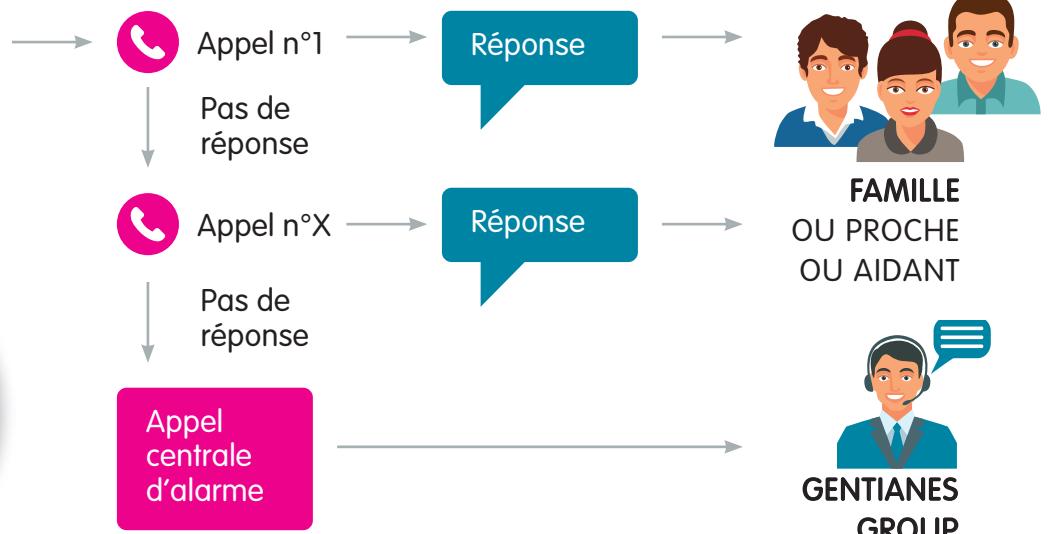 Appel n°1
Réponse
Pas de
réponse
FAMILLE
OU PROCHE
OU AIDANT
Appel n°X
Réponse
Pas de
réponse
Appel
centrale
d'alarme
GENTIANES
GROUP